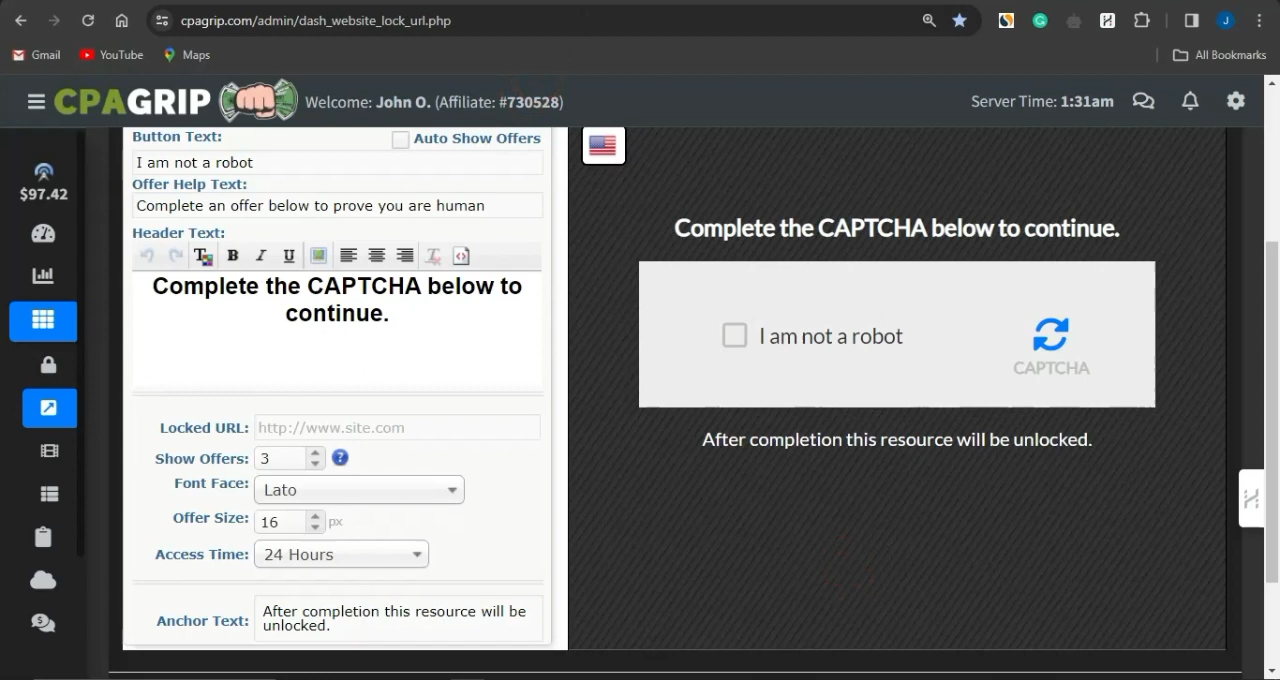 cpagrip.com/admin/dash_website_lock_url.php
J
Gmail
YouTube
Maps
All Bookmarks
CPAGRIP
Welcome: John O. (Affiliate: #730528)
Server Time: 1:31am
$97.42
Button Text:
Auto Show Offers
I am not a robot
Offer Help Text:
Complete an offer below to prove you are human
Header Text:
B I U
Complete the CAPTCHA below to
continue.
Locked URL: http://www.site.com
Show Offers: 3
Font Face: Lato
Offer Size: 16 px
Access Time: 24 Hours
Anchor Text: After completion this resource will be
unlocked.
Complete the CAPTCHA below to continue.
I am not a robot
CAPTCHA
After completion this resource will be unlocked.